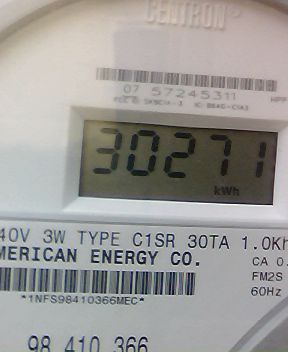 CENTRON®
07 57245311
30271
kWh
40V 3W TYPE C1SR 30TA 1.0Kh
MERICAN ENERGY CO.
CA 0.
FM2S
*1NFS98410366MEC*
60Hz
98 410 366